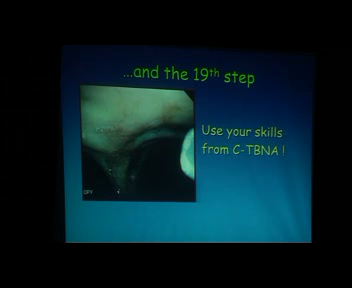 ...and the 19th step
Use your skills
from C-TBNA !